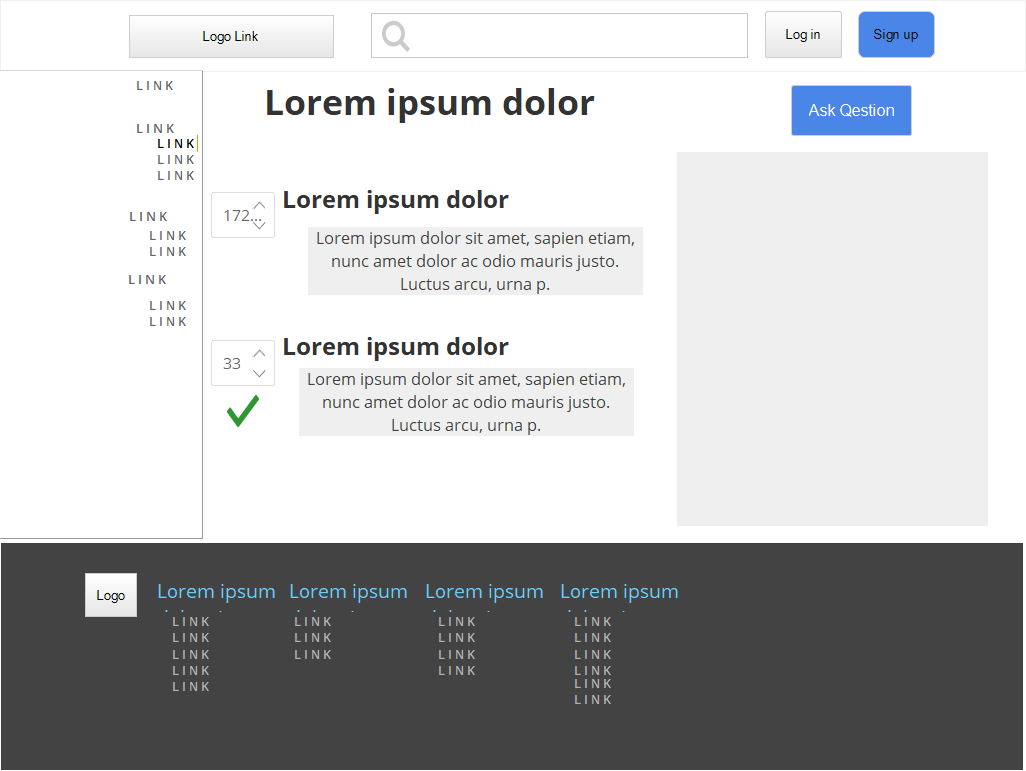 Logo Link
Log in
Sign up
LINK
LINK
LINK
LINK
LINK
LINK
LINK
LINK
LINK
LINK
LINK
Lorem ipsum dolor
Ask Qestion
172...
Lorem ipsum dolor
Lorem ipsum dolor sit amet, sapien etiam,
nunc amet dolor ac odio mauris justo.
Luctus arcu, urna p.
33
Lorem ipsum dolor
Lorem ipsum dolor sit amet, sapien etiam,
nunc amet dolor ac odio mauris justo.
Luctus arcu, urna p.
Logo
Lorem ipsum
LINK
LINK
LINK
LINK
LINK
Lorem ipsum
LINK
LINK
LINK
Lorem ipsum
LINK
LINK
LINK
LINK
Lorem ipsum
LINK
LINK
LINK
LINK
LINK
LINK